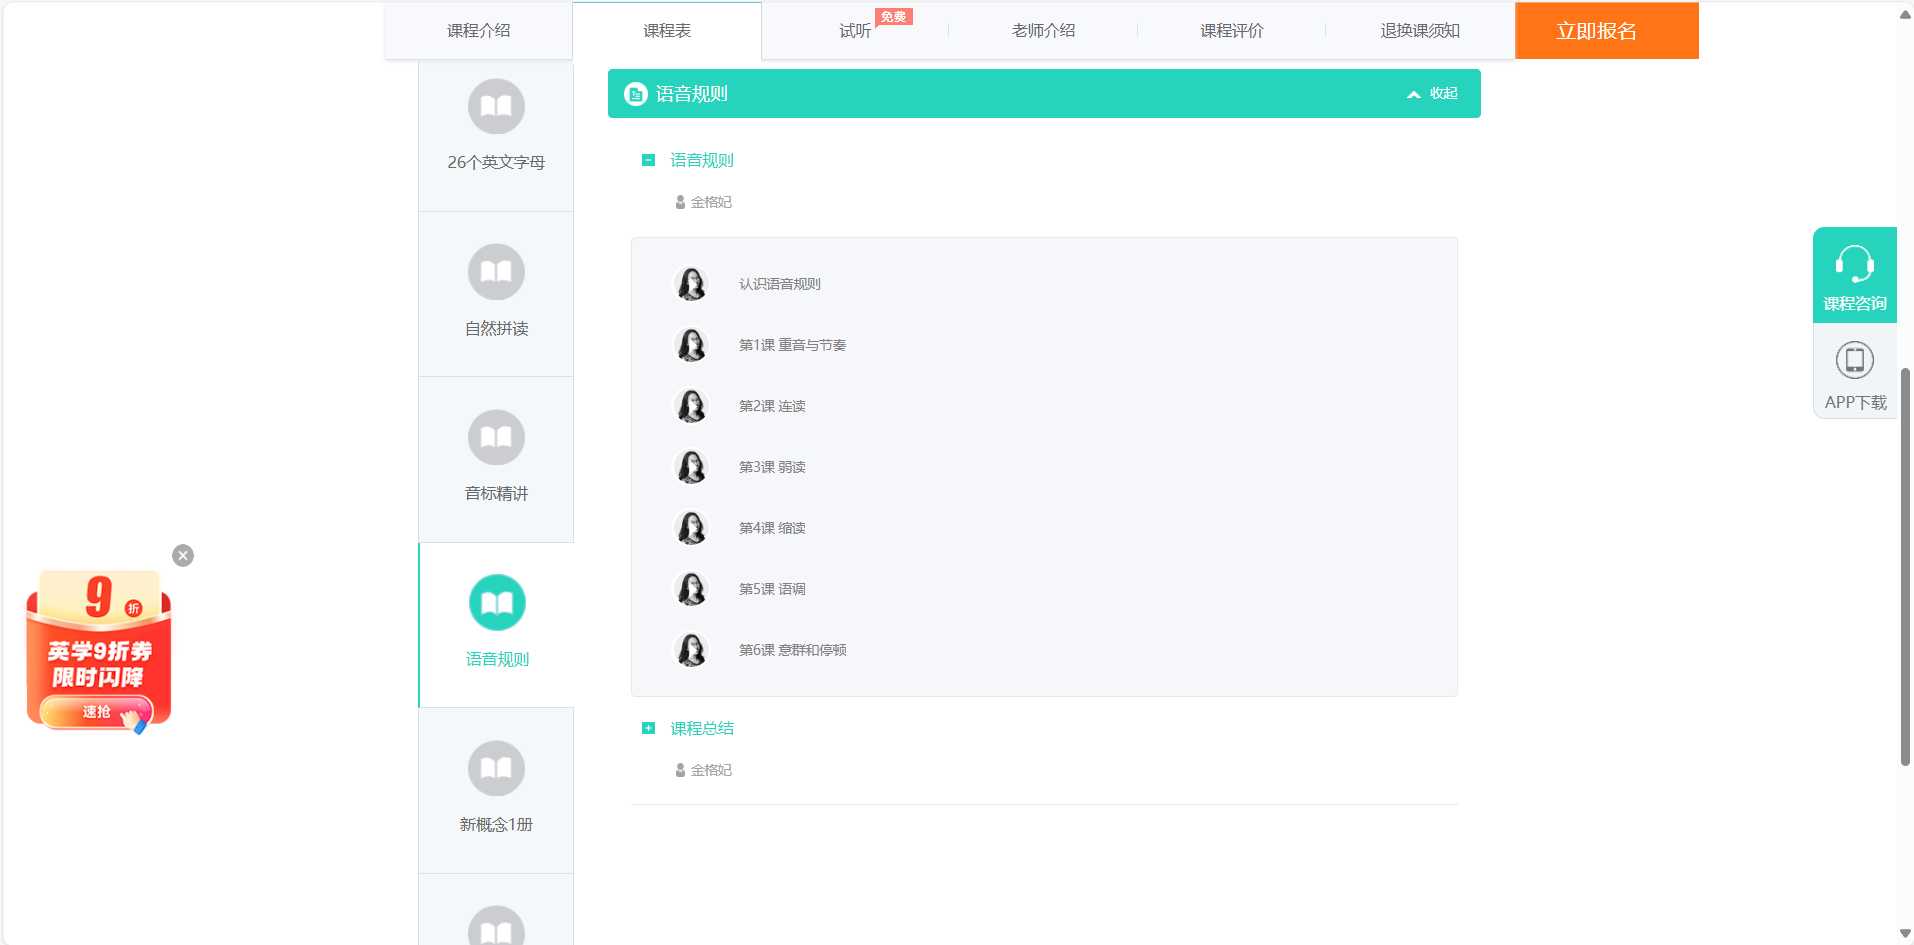 课程介绍
课程表
试听
免费
老师介绍
课程评价
退换课须知
立即报名
26个英文字母
自然拼读
音标精讲
语音规则
新概念1册
语音规则
收起
语音规则
金格妃
认识语音规则
第1课 重音与节奏
第2课 连读
第3课 弱读
第4课 缩读
第5课 语调
第6课 意群和停顿
课程总结
金格妃
课程咨询
APP下载
9折
英学9折券
限时闪降
速抢